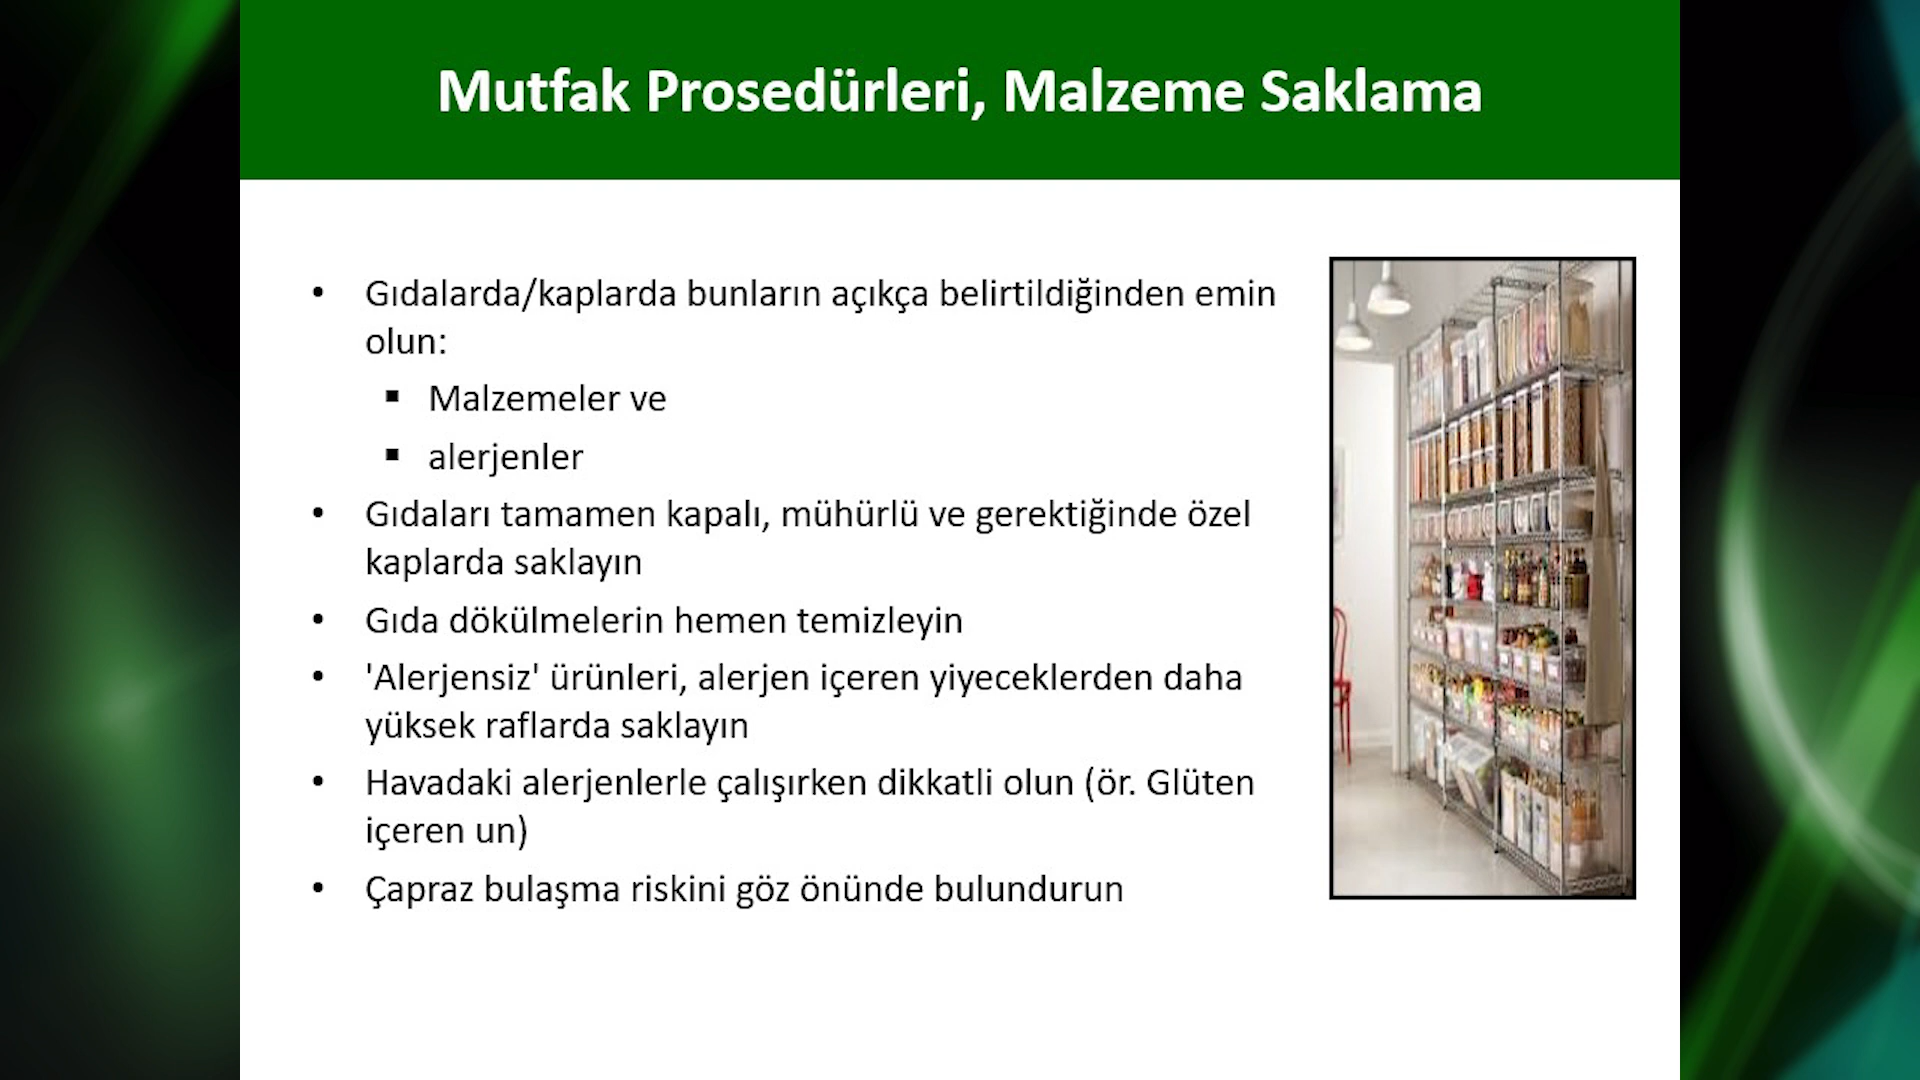 Mutfak Prosedürleri, Malzeme Saklama
• Gıdalarda/kaplarda bunların açıkça belirtildiğinden emin
olun:
▪ Malzemeler ve
▪ alerjenler
• Gıdaları tamamen kapalı, mühürlü ve gerektiğinde özel
kaplarda saklayın
• Gıda dökülmelerin hemen temizleyin
• 'Alerjensiz' ürünleri, alerjen içeren yiyeceklerden daha
yüksek raflarda saklayın
• Havadaki alerjenlerle çalışırken dikkatli olun (ör. Glüten
içeren un)
• Çapraz bulaşma riskini göz önünde bulundurun